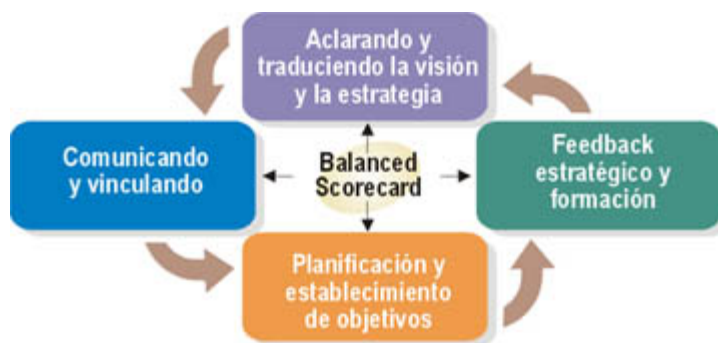 Aclarando y
traduciendo la visión
y la estrategia
Comunicando
y vinculando
Balanced
Scorecard
Feedback
estratégico y
formación
Planificación y
establecimiento
de objetivos